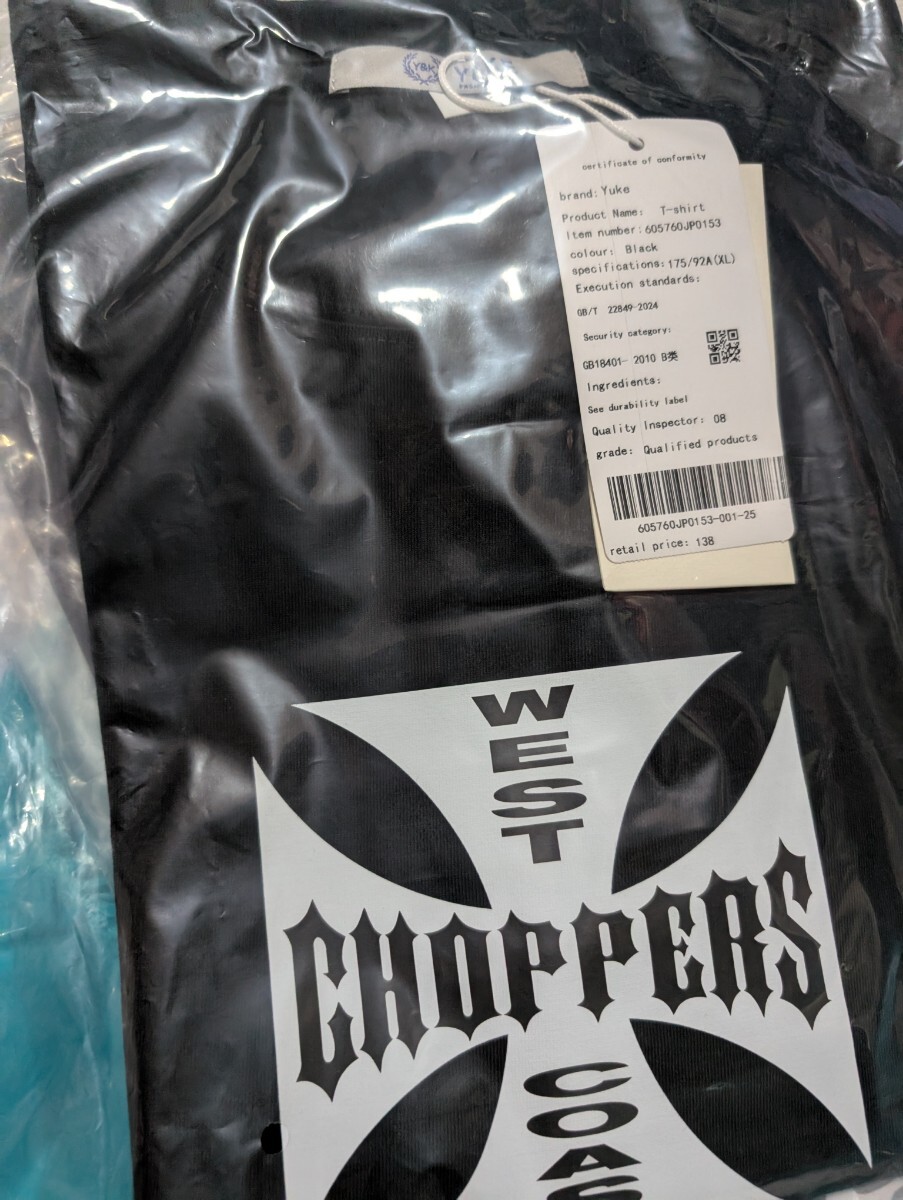 Y&K
Y&K
certificate of conformity
brand: Yuke
Product Name: T-shirt
Item number: 605760JP0153
colour: Black
specifications: 175/92A(XL)
Execution standards:
GB/T 22849-2024
Security category:
GB18401- 2010 B类
Ingredients:
See durability label
Quality Inspector: 08
grade: Qualified products
605760JP0153-001-25
retail price: 138
WEST
CHOPPERS
COAS